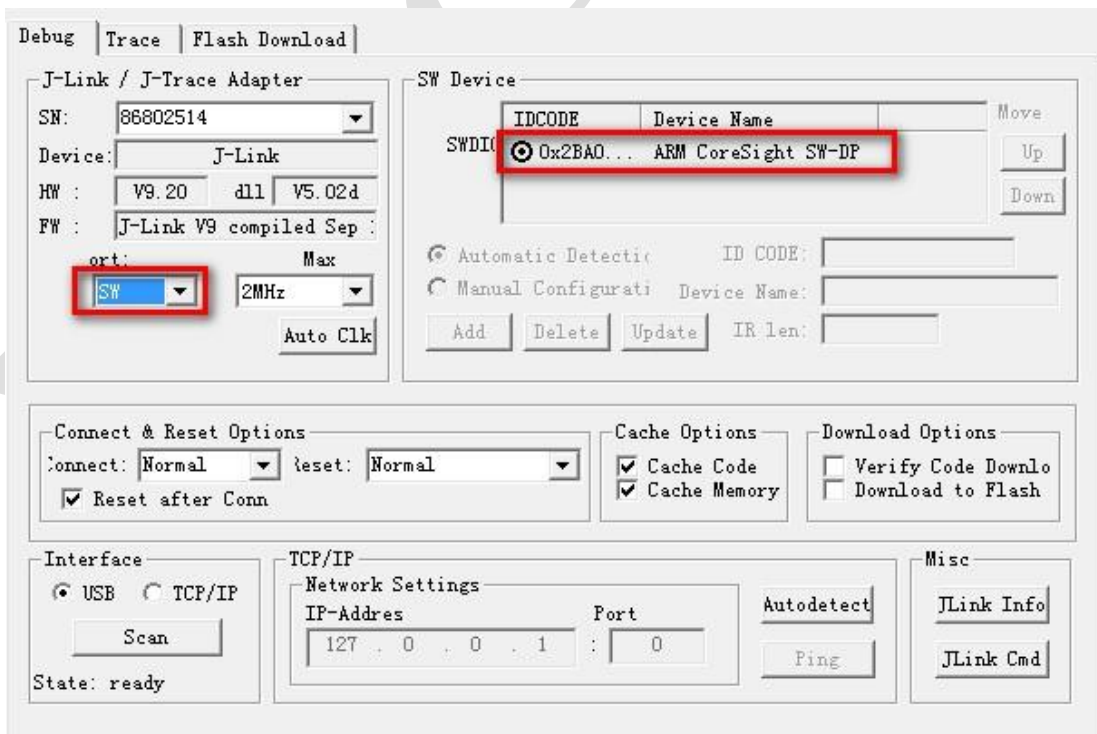 Debug Trace Flash Download
J-Link / J-Trace Adapter
SN: 86802514
Device: J-Link
HW : V9.20 dll V5.02d
FW : J-Link V9 compiled Sep
ort: Max
SW 2MHz
Auto Clk
SW Device
IDCODE Device Name
SWDIO 0x2BA0... ARM CoreSight SW-DP
Move
Up
Down
Automatic Detectic ID CODE:
Manual Configurati Device Name:
Add Delete Update IR len:
Connect & Reset Options
Connect: Normal Reset: Normal
Reset after Conn
Cache Options
Cache Code
Cache Memory
Download Options
Verify Code Downlo
Download to Flash
Interface
USB TCP/IP
Scan
State: ready
TCP/IP
Network Settings
IP-Addres Port
127 . 0 . 0 . 1 : 0
Autodetect
Ping
Misc
JLink Info
JLink Cmd